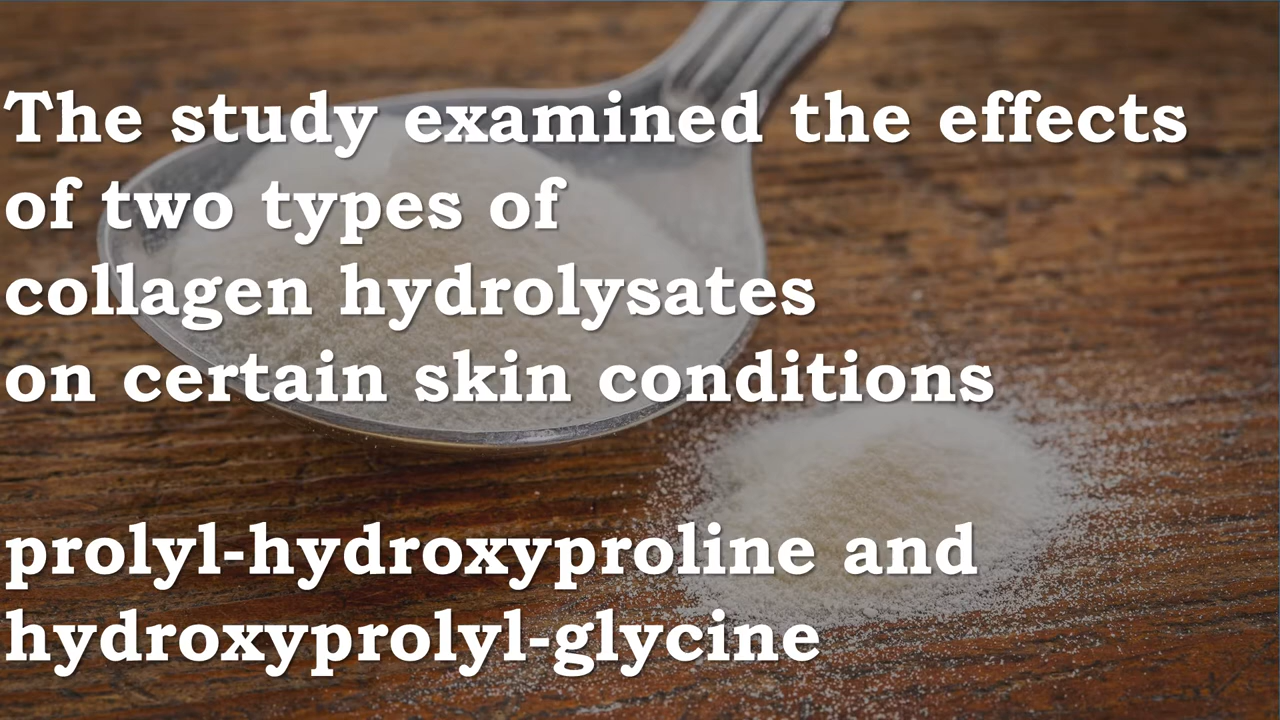 The study examined the effects
of two types of
collagen hydrolysates
on certain skin conditions
prolyl-hydroxyproline and
hydroxyprolyl-glycine